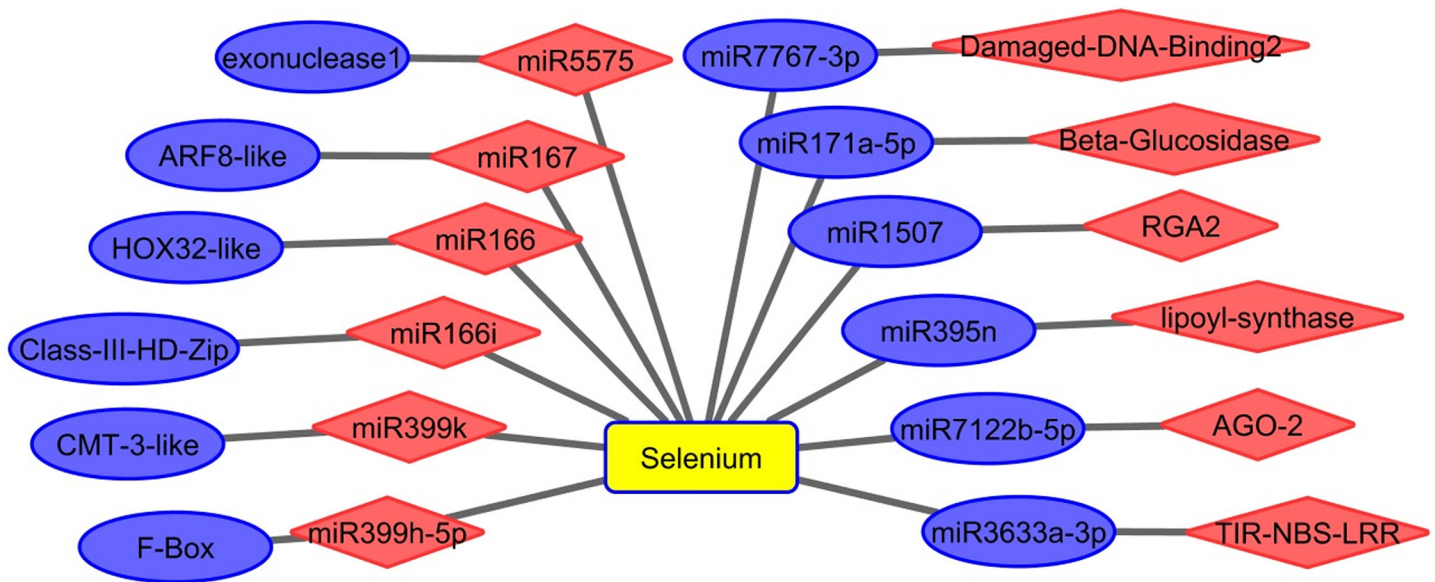 exonuclease1
miR5575
miR7767-3p
Damaged-DNA-Binding2
ARF8-like
miR167
miR171a-5p
Beta-Glucosidase
HOX32-like
miR166
miR1507
RGA2
Class-III-HD-Zip
miR166i
miR395n
lipoyl-synthase
CMT-3-like
miR399k
miR7122b-5p
AGO-2
Selenium
F-Box
miR399h-5p
miR3633a-3p
TIR-NBS-LRR